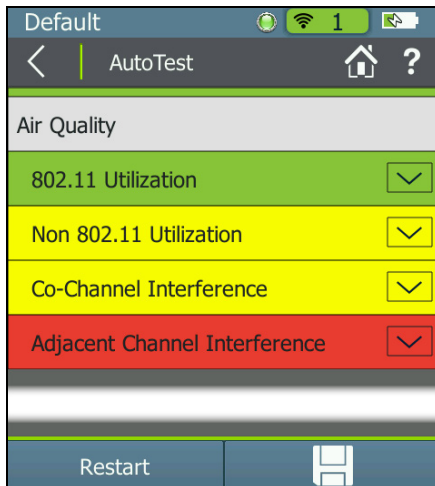 Default
1
AutoTest
?
Air Quality
802.11 Utilization
Non 802.11 Utilization
Co-Channel Interference
Adjacent Channel Interference
Restart